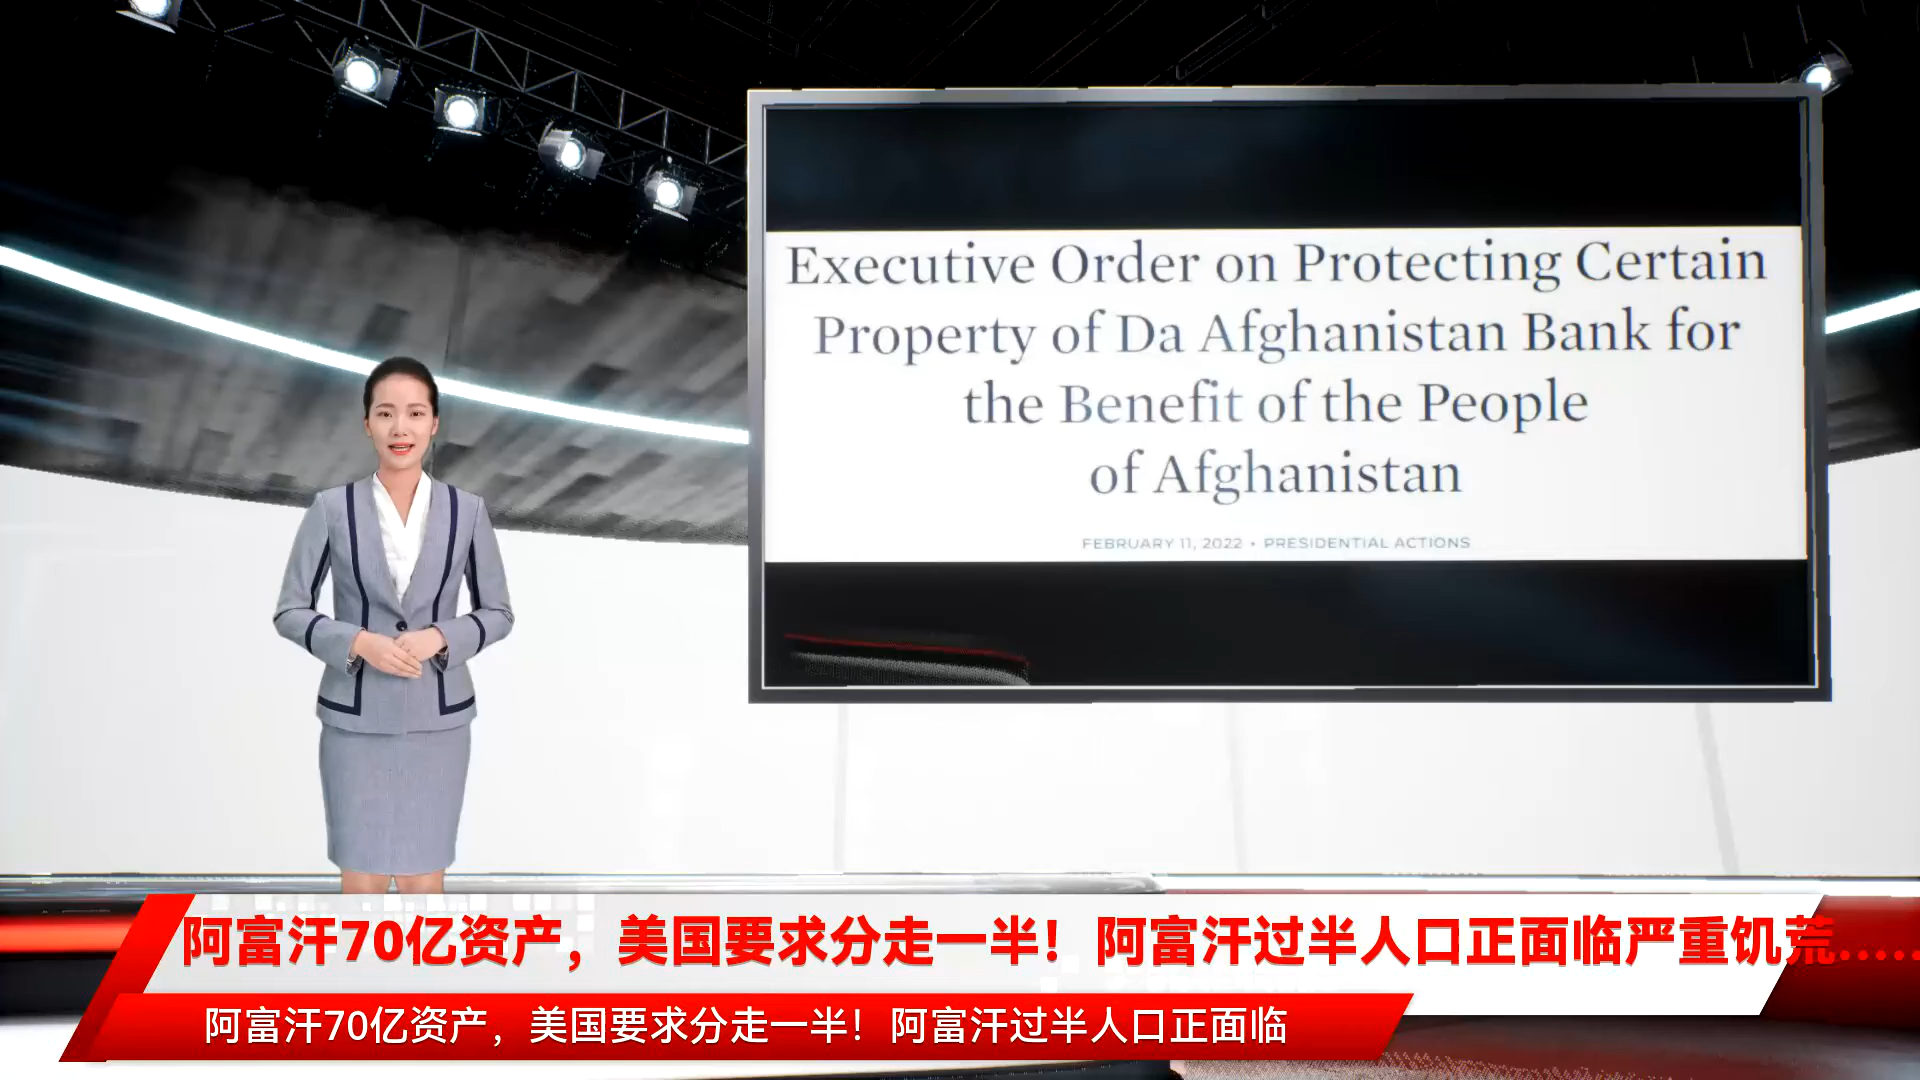 Executive Order on Protecting Certain
Property of Da Afghanistan Bank for
the Benefit of the People
of Afghanistan
FEBRUARY 11, 2022 • PRESIDENTIAL ACTIONS
阿富汗70亿资产，美国要求分走一半！阿富汗过半人口正面临严重饥荒......
阿富汗70亿资产，美国要求分走一半！阿富汗过半人口正面临